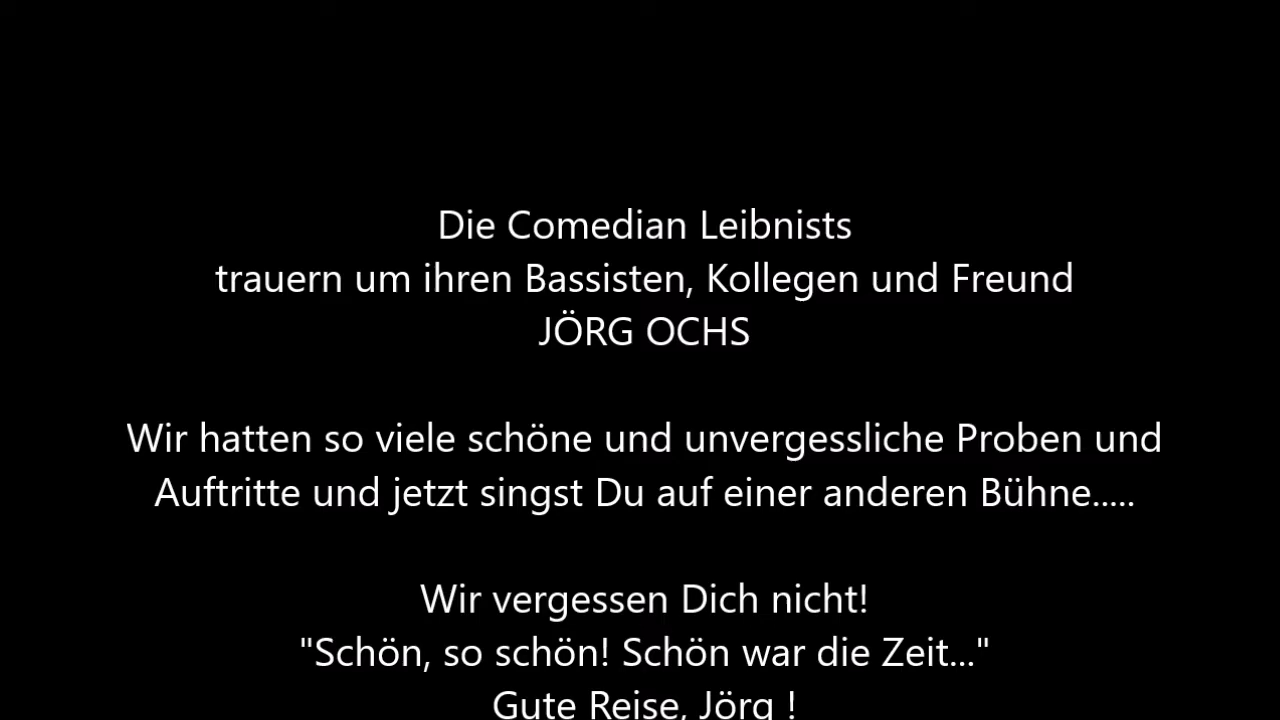 Die Comedian Leibnists
trauern um ihren Bassisten, Kollegen und Freund
JÖRG OCHS
Wir hatten so viele schöne und unvergessliche Proben und
Auftritte und jetzt singst Du auf einer anderen Bühne.....
Wir vergessen Dich nicht!
"Schön, so schön! Schön war die Zeit..."
Gute Reise, Jörg !